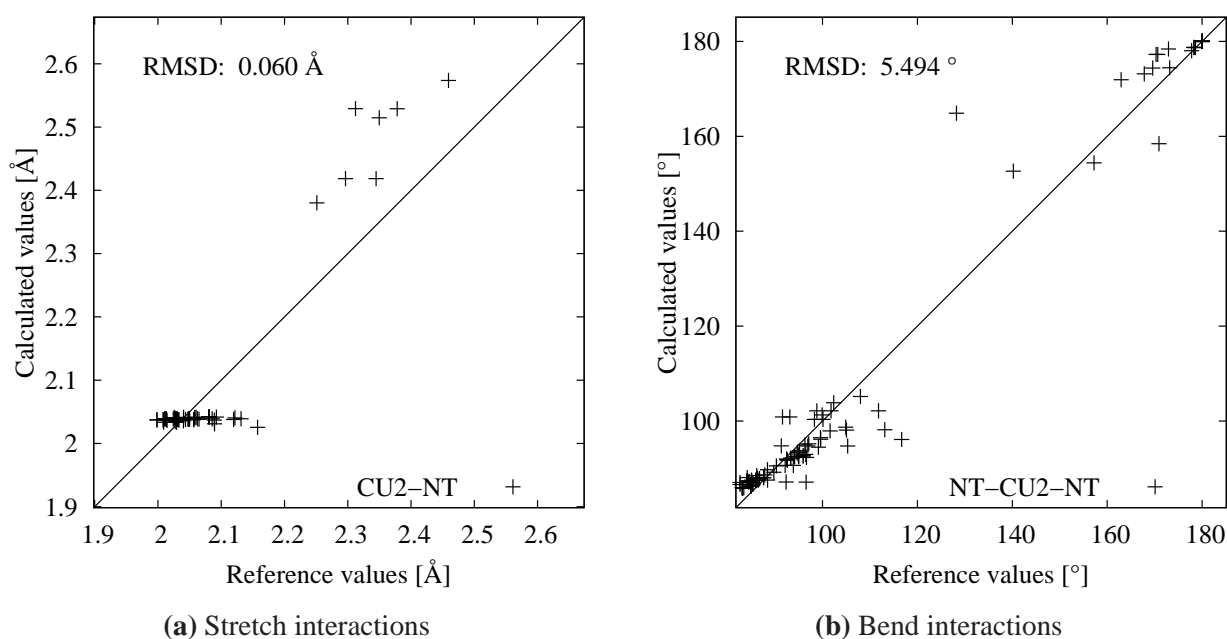 RMSD: 0.060 Å
2.6
2.5
2.4
2.3
2.2
2.1
2
1.9
Calculated values [Å]
CU2−NT
1.9 2 2.1 2.2 2.3 2.4 2.5 2.6
Reference values [Å]
(a) Stretch interactions
RMSD: 5.494 °
180
160
140
120
100
Calculated values [°]
NT−CU2−NT
100 120 140 160 180
Reference values [°]
(b) Bend interactions